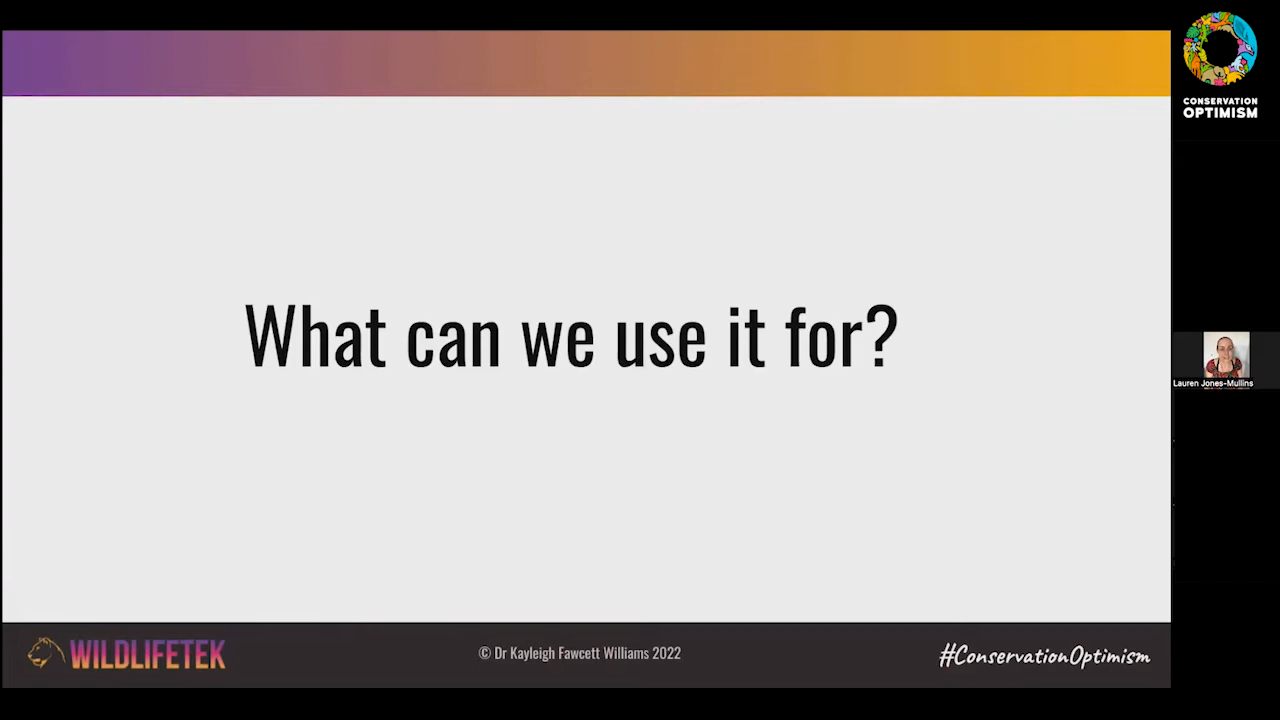 CONSERVATION
OPTIMISM
What can we use it for?
Lauren Jones-Mullins
WILDLIFETEK
© Dr Kayleigh Fawcett Williams 2022
#ConservationOptimism